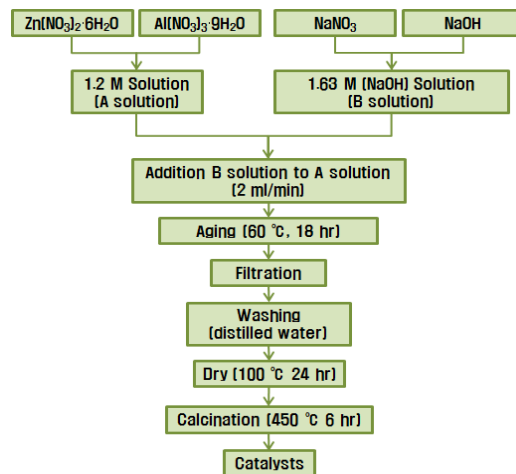 Zn(NO₃)₂·6H₂O
Al(NO₃)₃·9H₂O
NaNO₃
NaOH
1.2 M Solution
(A solution)
1.63 M (NaOH) Solution
(B solution)
Addition B solution to A solution
(2 ml/min)
Aging (60 ℃, 18 hr)
Filtration
Washing
(distilled water)
Dry (100 ℃ 24 hr)
Calcination (450 ℃ 6 hr)
Catalysts